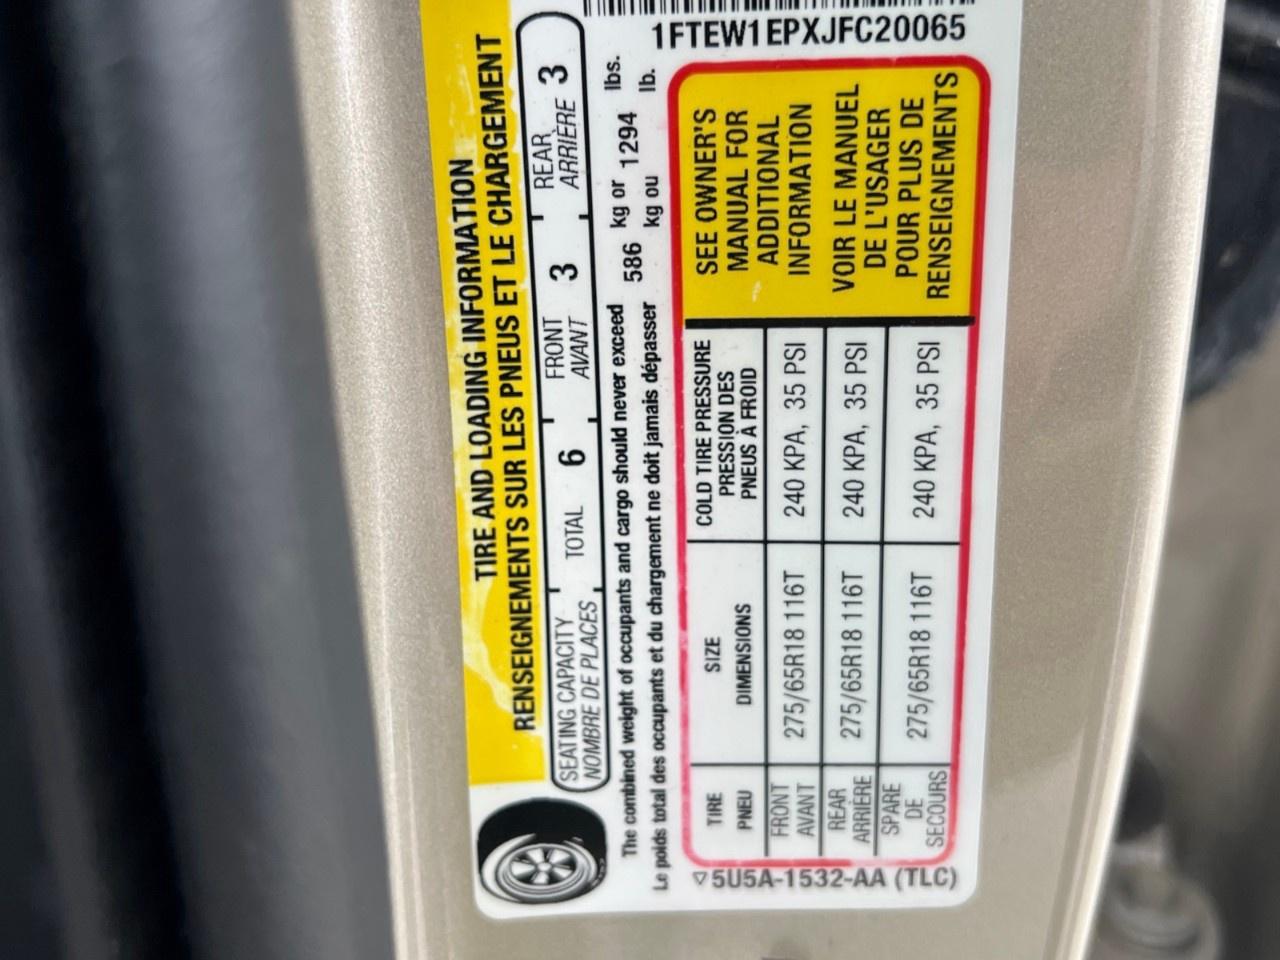 1FTEW1EPXJFC20065
TIRE AND LOADING INFORMATION
RENSEIGNEMENTS SUR LES PNEUS ET LE CHARGEMENT
SEATING CAPACITY TOTAL 6 FRONT 3 REAR 3
NOMBRE DE PLACES AVANT ARRIÈRE
The combined weight of occupants and cargo should never exceed 586 kg or 1294 lbs.
Le poids total des occupants et du chargement ne doit jamais dépasser kg ou lb.
TIRE SIZE COLD TIRE PRESSURE
PNEU DIMENSIONS PRESSION DES
PNEUS À FROID
FRONT
AVANT 275/65R18 116T 240 KPA, 35 PSI
REAR
ARRIÈRE 275/65R18 116T 240 KPA, 35 PSI
SPARE
DE
SECOURS 275/65R18 116T 240 KPA, 35 PSI
SEE OWNER'S
MANUAL FOR
ADDITIONAL
INFORMATION
VOIR LE MANUEL
DE L'USAGER
POUR PLUS DE
RENSEIGNEMENTS
▽5U5A-1532-AA (TLC)